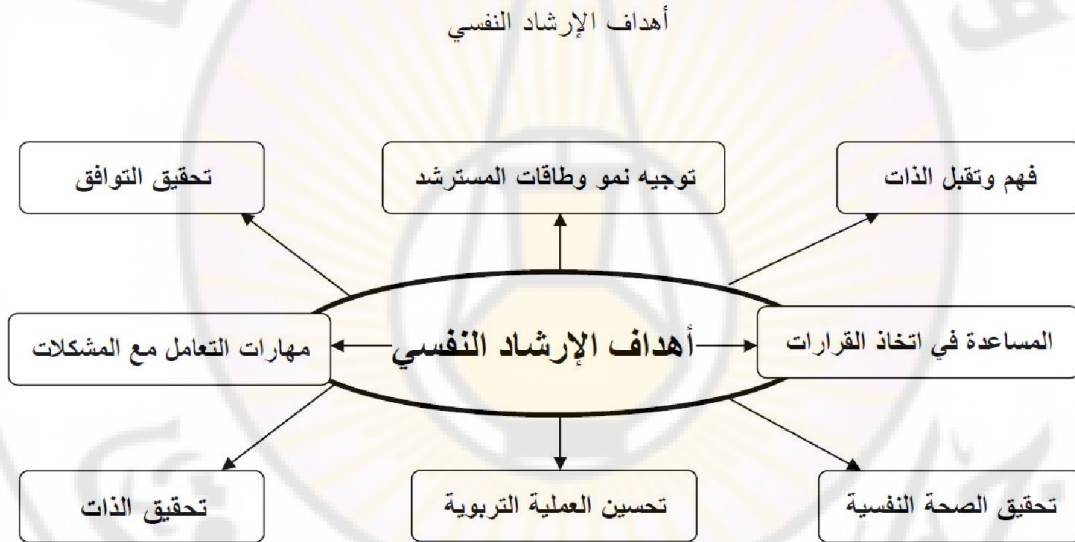 أهداف الإرشاد النفسي
فهم وتقبل الذات
توجيه نمو وطاقات المسترشد
تحقيق التوافق
المساعدة في اتخاذ القرارات
أهداف الإرشاد النفسي
مهارات التعامل مع المشكلات
تحقيق الصحة النفسية
تحسين العملية التربوية
تحقيق الذات